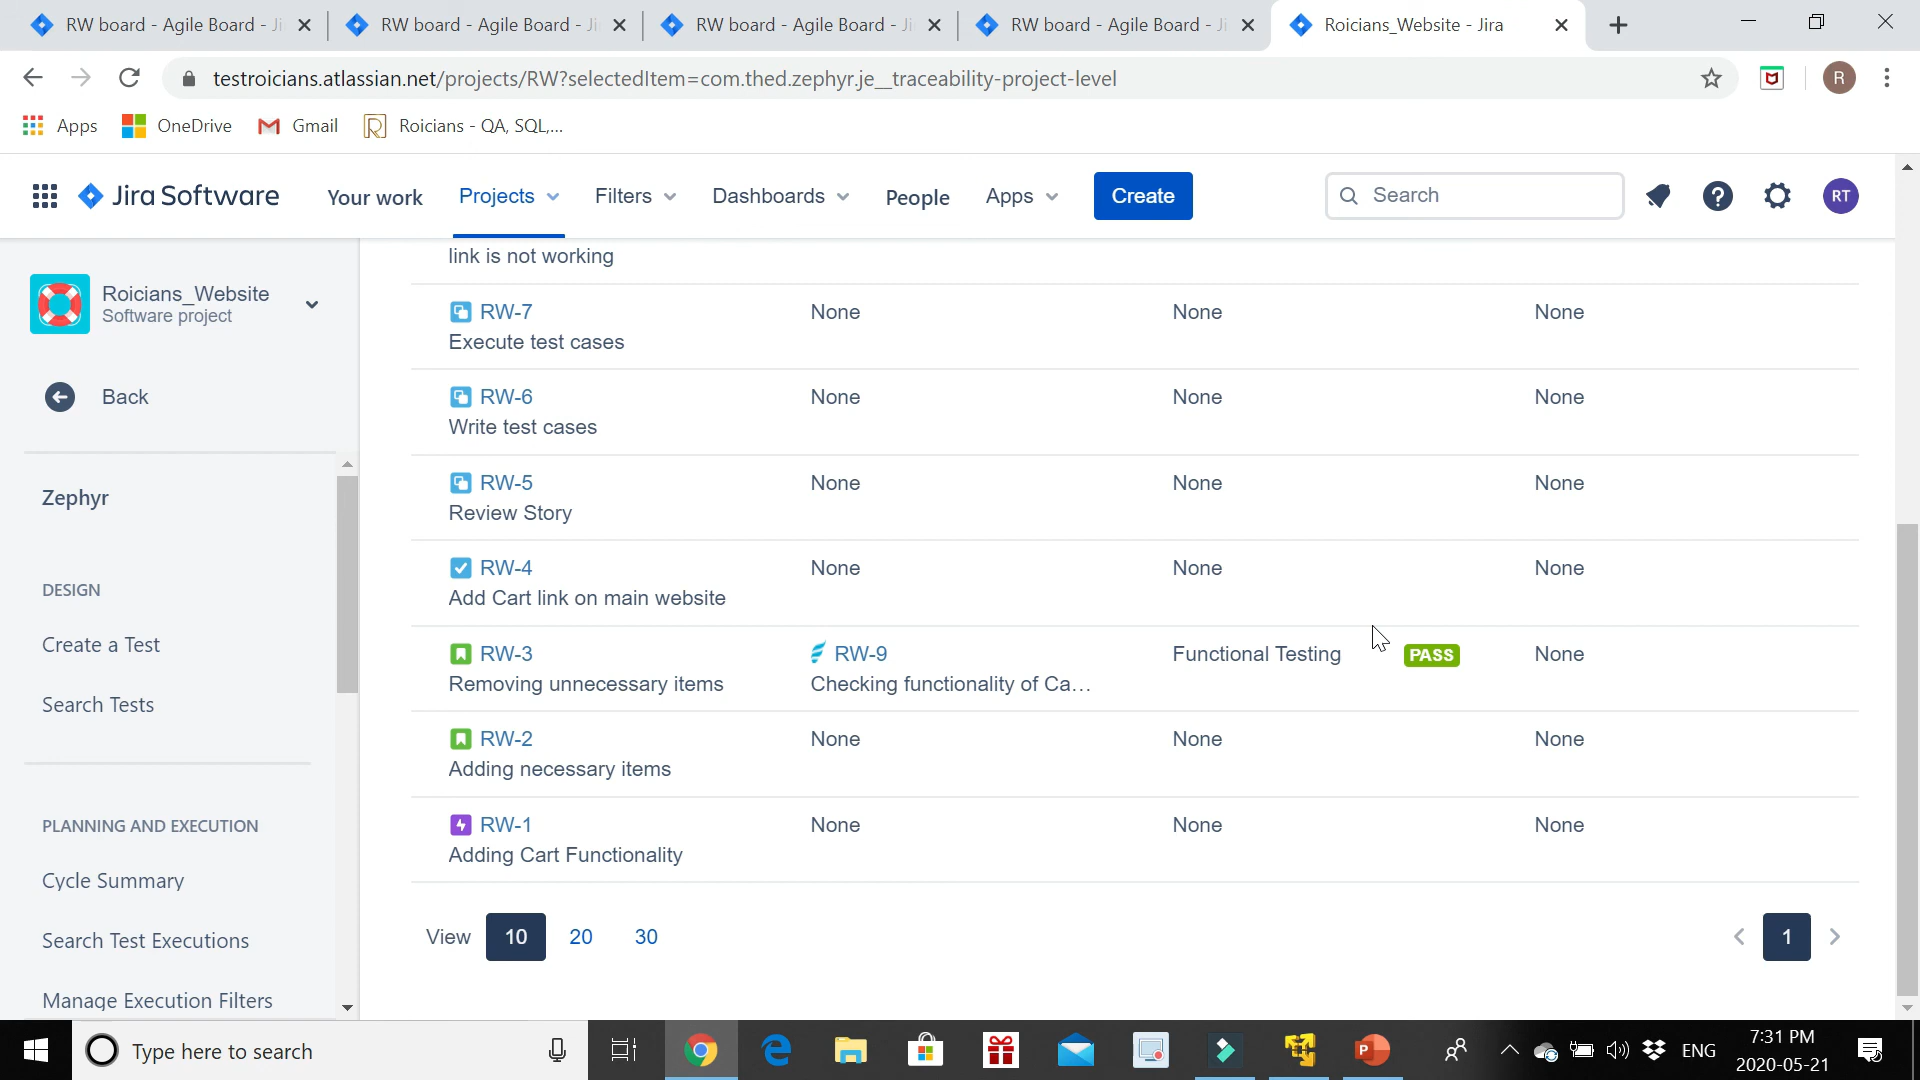 RW board - Agile Board - Ji
RW board - Agile Board - Ji
RW board - Agile Board - Ji
RW board - Agile Board - Ji
Roicians_Website - Jira
testroicians.atlassian.net/projects/RW?selectedItem=com.thed.zephyr.je__traceability-project-level
R
Apps
OneDrive
Gmail
Roicians - QA, SQL,...
Jira Software
Your work
Projects
Filters
Dashboards
People
Apps
Create
Search
RT
Roicians_Website
Software project
Back
Zephyr
DESIGN
Create a Test
Search Tests
PLANNING AND EXECUTION
Cycle Summary
Search Test Executions
Manage Execution Filters
link is not working
RW-7 None None None
Execute test cases
RW-6 None None None
Write test cases
RW-5 None None None
Review Story
RW-4 None None None
Add Cart link on main website
RW-3 RW-9 Functional Testing PASS None
Removing unnecessary items Checking functionality of Ca...
RW-2 None None None
Adding necessary items
RW-1 None None None
Adding Cart Functionality
View 10 20 30
1
Type here to search
ENG
7:31 PM
2020-05-21